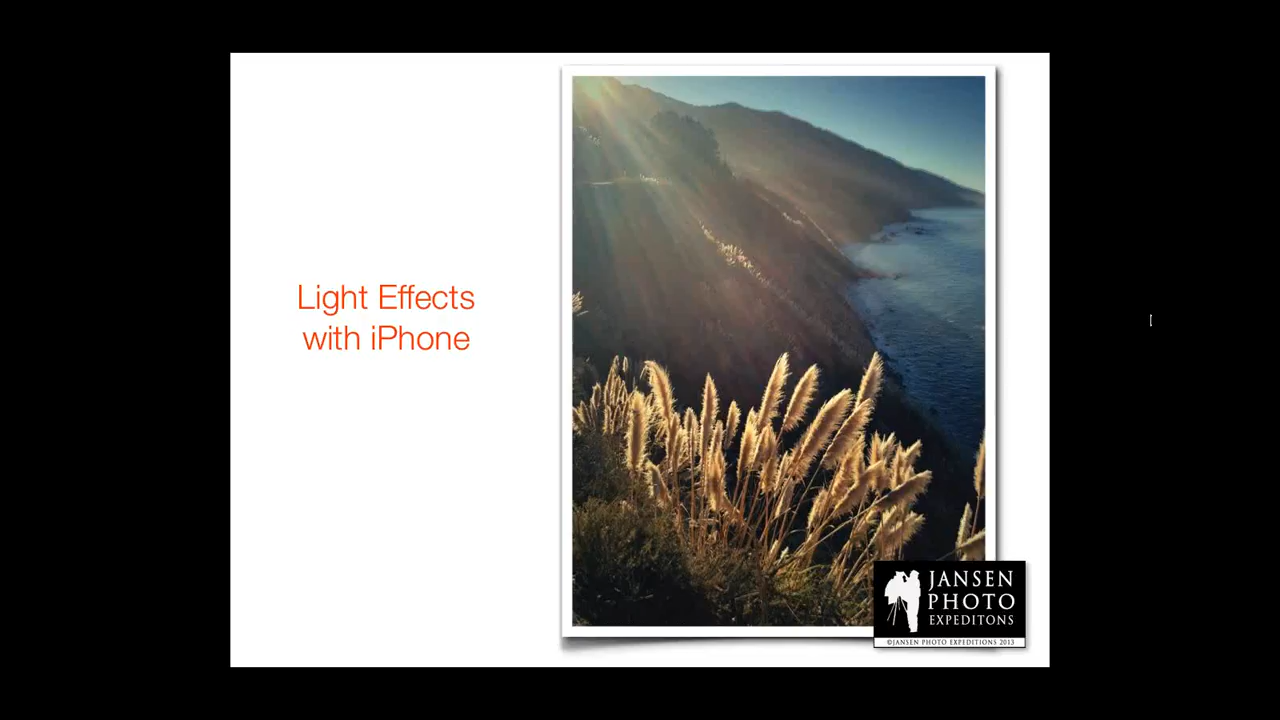 Light Effects
with iPhone
JANSEN
PHOTO
EXPEDITONS
©JANSEN PHOTO EXPEDITIONS 2013